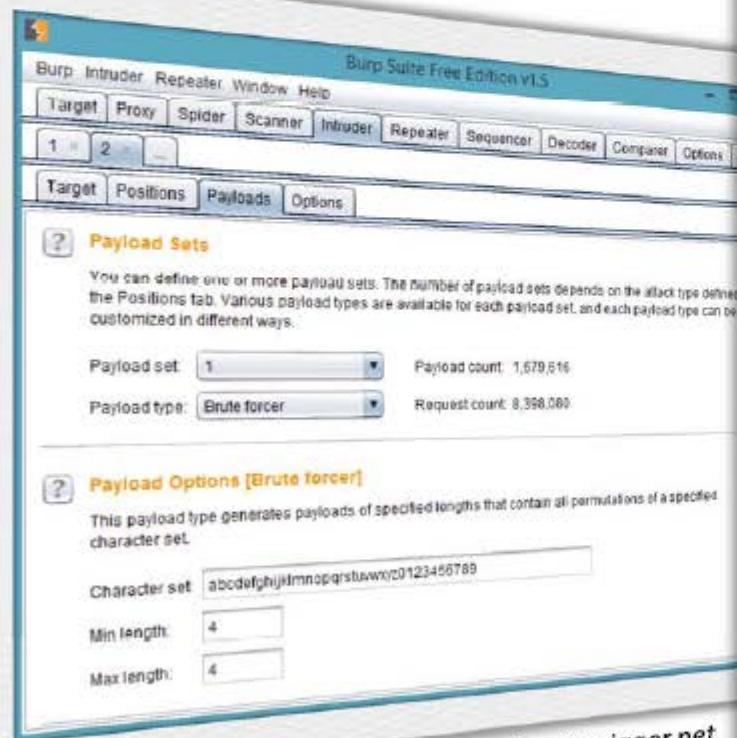 Burp Suite Free Edition v1.5
Burp Intruder Repeater Window Help
Target Proxy Spider Scanner Intruder Repeater Sequencer Decoder Comparer Options
1 × 2 × ...
Target Positions Payloads Options
? Payload Sets
You can define one or more payload sets. The number of payload sets depends on the attack type defined
the Positions tab. Various payload types are available for each payload set, and each payload type can be
customized in different ways.
Payload set: 1 Payload count: 1,679,616
Payload type: Brute forcer Request count: 8,398,080
? Payload Options [Brute forcer]
This payload type generates payloads of specified lengths that contain all permutations of a specified
character set.
Character set: abcdefghijklmnopqrstuvwxyz0123456789
Min length: 4
Max length: 4
.net